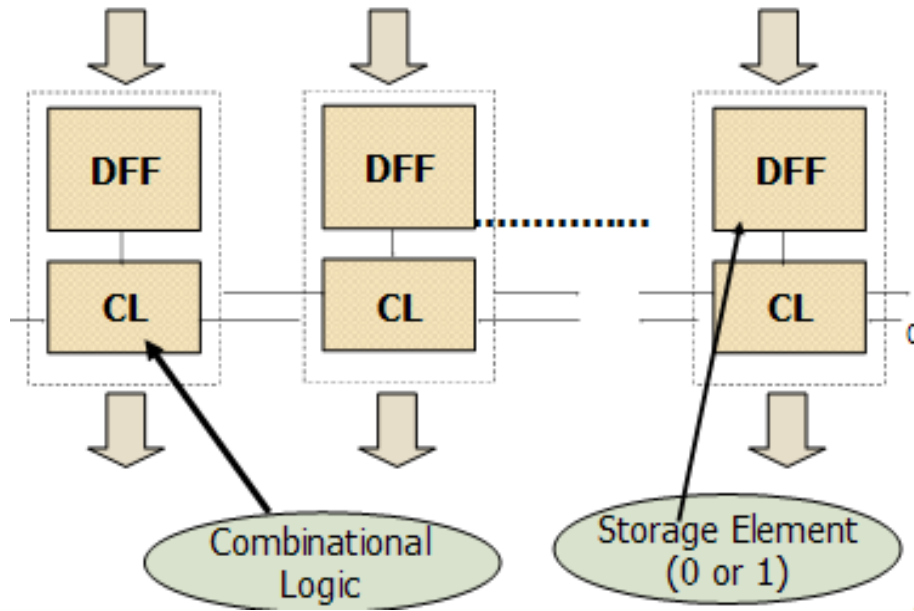 DFF
DFF
DFF
CL
CL
CL
Combinational
Logic
Storage Element
(0 or 1)